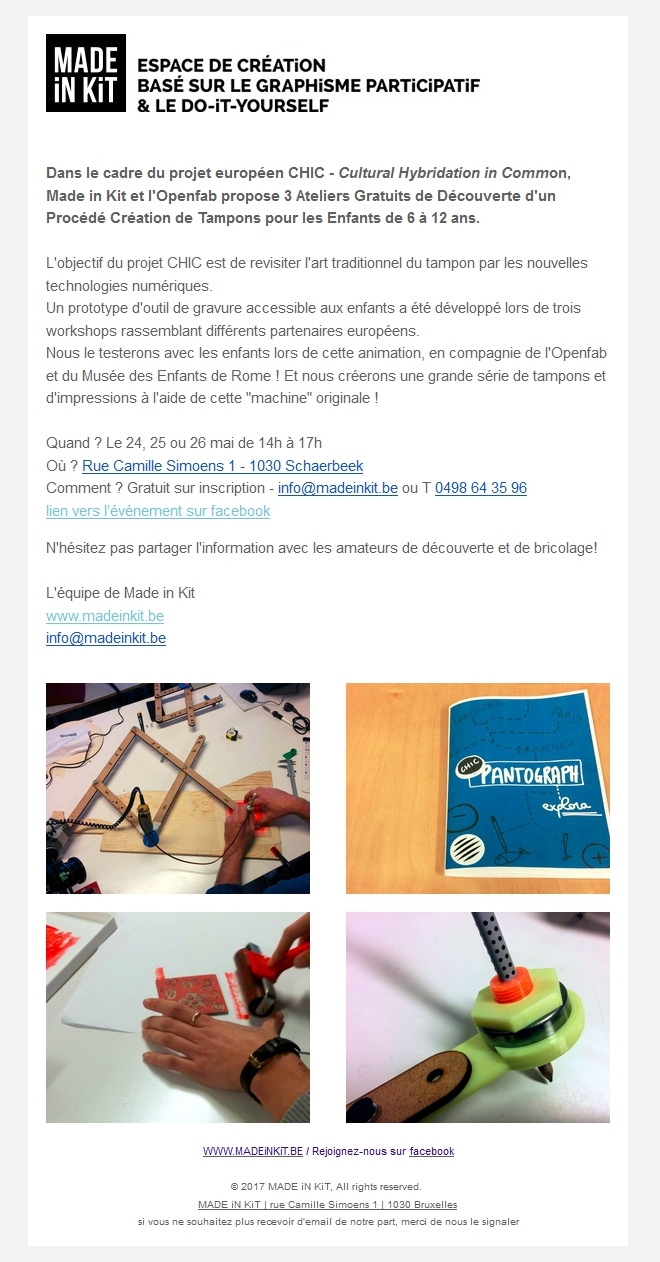 MADE
iN KiT
ESPACE DE CRÉATiON
BASÉ SUR LE GRAPHiSME PARTiCiPATiF
& LE DO-iT-YOURSELF
Dans le cadre du projet européen CHIC - Cultural Hybridation in Common,
Made in Kit et l'Openfab propose 3 Ateliers Gratuits de Découverte d'un
Procédé Création de Tampons pour les Enfants de 6 à 12 ans.
L'objectif du projet CHIC est de revisiter l'art traditionnel du tampon par les nouvelles
technologies numériques.
Un prototype d'outil de gravure accessible aux enfants a été développé lors de trois
workshops rassemblant différents partenaires européens.
Nous le testerons avec les enfants lors de cette animation, en compagnie de l'Openfab
et du Musée des Enfants de Rome ! Et nous créerons une grande série de tampons et
d'impressions à l'aide de cette "machine" originale !
Quand ? Le 24, 25 ou 26 mai de 14h à 17h
Où ? Rue Camille Simoens 1 - 1030 Schaerbeek
Comment ? Gratuit sur inscription - info@madeinkit.be ou T 0498 64 35 96
lien vers l'événement sur facebook
N'hésitez pas partager l'information avec les amateurs de découverte et de bricolage!
L'équipe de Made in Kit
www.madeinkit.be
info@madeinkit.be
PARIS
CHIC
PANTOGRAPH
explora
WWW.MADEiNKiT.BE / Rejoignez-nous sur facebook
© 2017 MADE iN KiT, All rights reserved.
MADE iN KiT | rue Camille Simoens 1 | 1030 Bruxelles
si vous ne souhaitez plus recevoir d'email de notre part, merci de nous le signaler